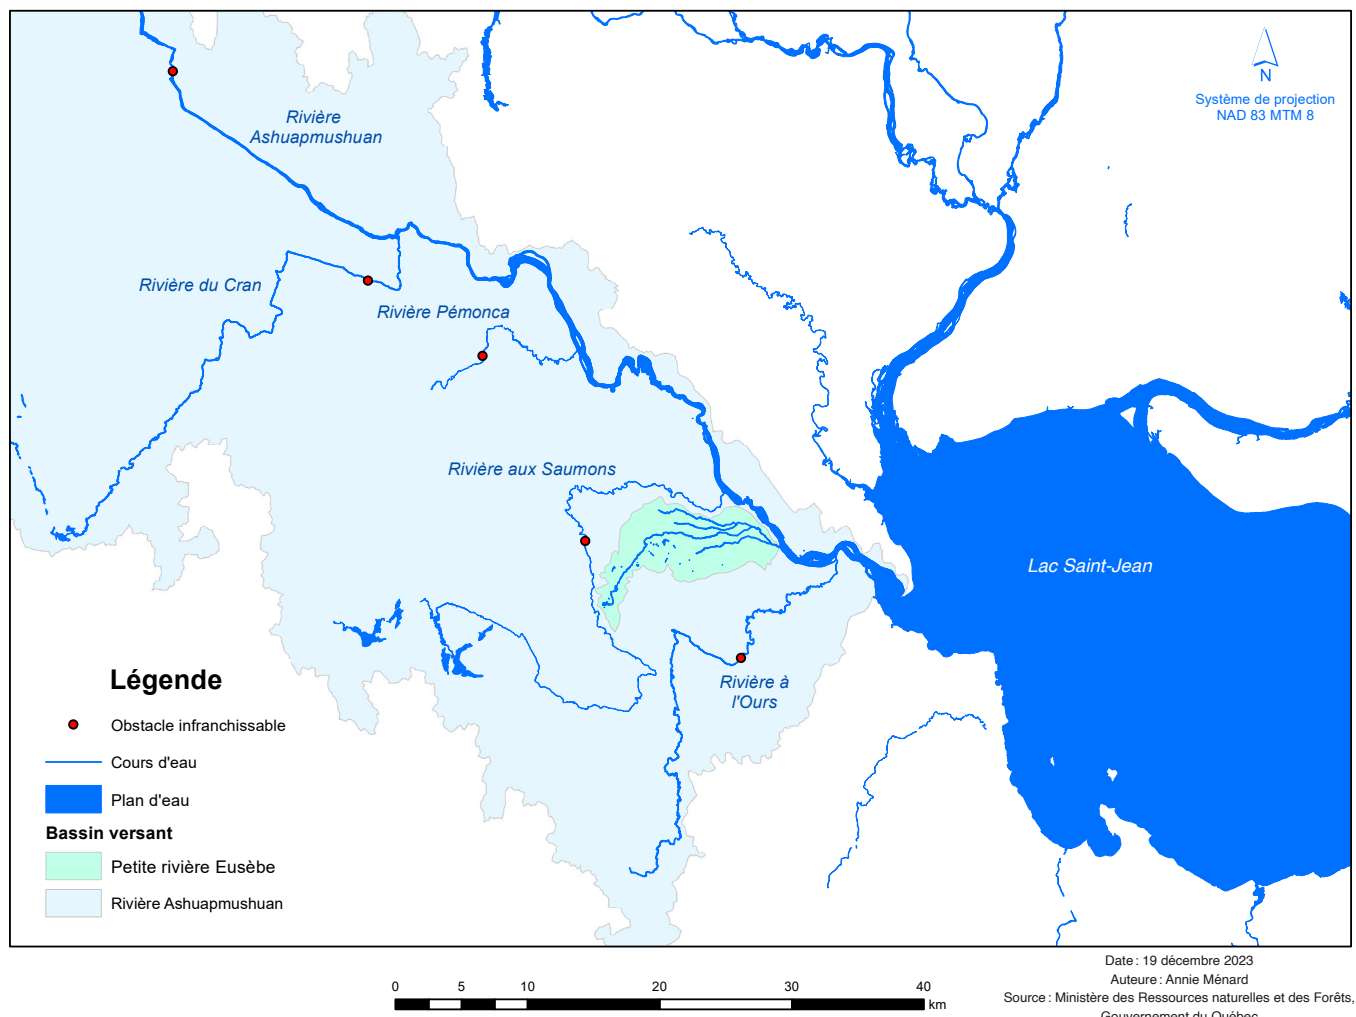 N
Système de projection
NAD 83 MTM 8
Rivière
Ashuapmushuan
Rivière du Cran
Rivière Pémonca
Rivière aux Saumons
Lac Saint-Jean
Rivière à
l'Ours
Légende
Obstacle infranchissable
Cours d'eau
Plan d'eau
Bassin versant
Petite rivière Eusèbe
Rivière Ashuapmushuan
0 5 10 20 30 40
km
Date : 19 décembre 2023
Auteure : Annie Ménard
Source : Ministère des Ressources naturelles et des Forêts,
Gouvernement du Québec